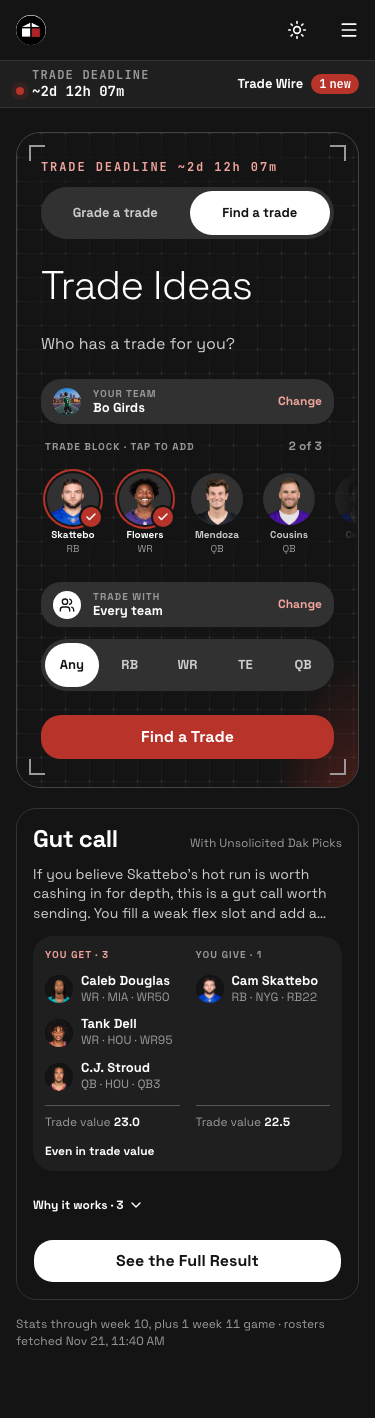 TRADE DEADLINE
~2d 12h 07m
Trade Wire
1 new
TRADE DEADLINE ~2d 12h 07m
Grade a trade
Find a trade
Trade Ideas
Who has a trade for you?
YOUR TEAM
Bo Girds
Change
TRADE BLOCK · TAP TO ADD
2 of 3
Skattebo
RB
Flowers
WR
Mendoza
QB
Cousins
QB
TRADE WITH
Every team
Change
Any
RB
WR
TE
QB
Find a Trade
Gut call
With Unsolicited Dak Picks
If you believe Skattebo's hot run is worth
cashing in for depth, this is a gut call worth
sending. You fill a weak flex slot and add a…
YOU GET · 3
Caleb Douglas
WR · MIA · WR50
Tank Dell
WR · HOU · WR95
C.J. Stroud
QB · HOU · QB3
Trade value 23.0
YOU GIVE · 1
Cam Skattebo
RB · NYG · RB22
Trade value 22.5
Even in trade value
Why it works · 3
See the Full Result
Stats through week 10, plus 1 week 11 game · rosters
fetched Nov 21, 11:40 AM